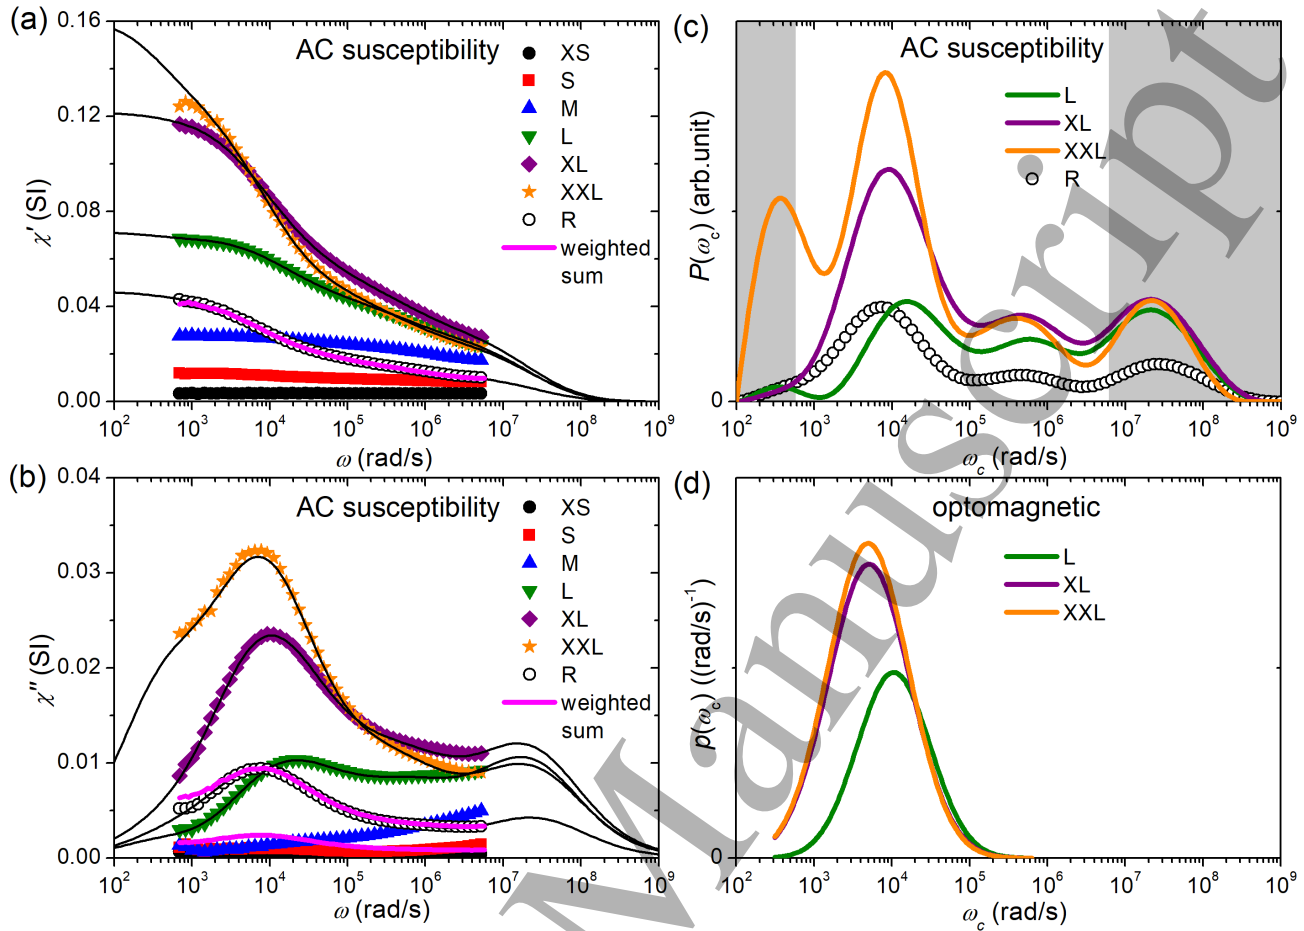 (a)
AC susceptibility
XS
S
M
L
XL
XXL
R
weighted
sum
0.16
0.12
0.08
0.04
0.00
χ' (SI)
10² 10³ 10⁴ 10⁵ 10⁶ 10⁷ 10⁸ 10⁹
ω (rad/s)
(b)
AC susceptibility
XS
S
M
L
XL
XXL
R
weighted
sum
0.04
0.03
0.02
0.01
0.00
χ'' (SI)
10² 10³ 10⁴ 10⁵ 10⁶ 10⁷ 10⁸ 10⁹
ω (rad/s)
(c)
AC susceptibility
L
XL
XXL
R
P(ω_c) (arb.unit)
0
10² 10³ 10⁴ 10⁵ 10⁶ 10⁷ 10⁸ 10⁹
ω_c (rad/s)
(d)
optomagnetic
L
XL
XXL
p(ω_c) ((rad/s)⁻¹)
0
10² 10³ 10⁴ 10⁵ 10⁶ 10⁷ 10⁸ 10⁹
ω_c (rad/s)
Manuscript